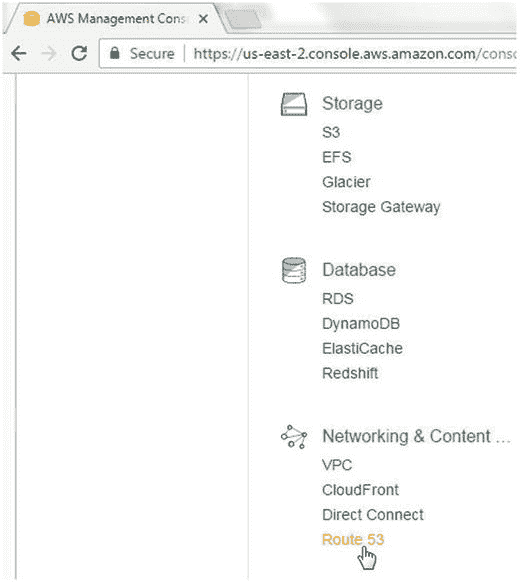 AWS Management Cons
Secure
https://us-east-2.console.aws.amazon.com/conso
Storage
S3
EFS
Glacier
Storage Gateway
Database
RDS
DynamoDB
ElastiCache
Redshift
Networking & Content ...
VPC
CloudFront
Direct Connect
Route 53